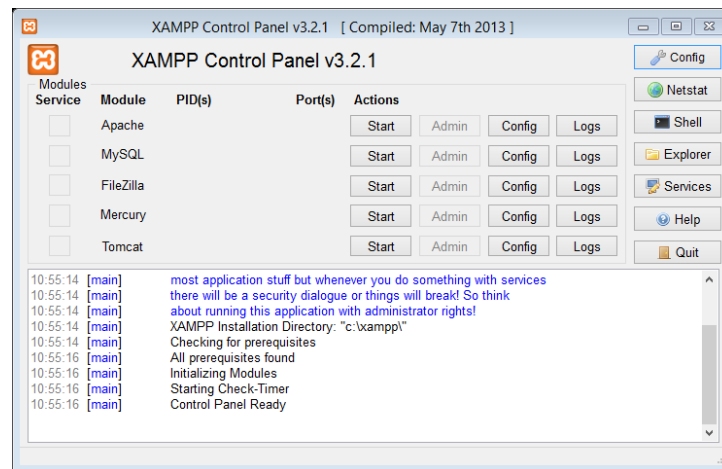 XAMPP Control Panel v3.2.1 [ Compiled: May 7th 2013 ]
XAMPP Control Panel v3.2.1
Config
Modules
Netstat
Service Module PID(s) Port(s) Actions
Apache Start Admin Config Logs
Shell
MySQL Start Admin Config Logs
Explorer
FileZilla Start Admin Config Logs
Services
Mercury Start Admin Config Logs
Help
Tomcat Start Admin Config Logs
Quit
10:55:14 [main] most application stuff but whenever you do something with services
10:55:14 [main] there will be a security dialogue or things will break! So think
10:55:14 [main] about running this application with administrator rights!
10:55:14 [main] XAMPP Installation Directory: "c:\xampp\"
10:55:14 [main] Checking for prerequisites
10:55:16 [main] All prerequisites found
10:55:16 [main] Initializing Modules
10:55:16 [main] Starting Check-Timer
10:55:16 [main] Control Panel Ready